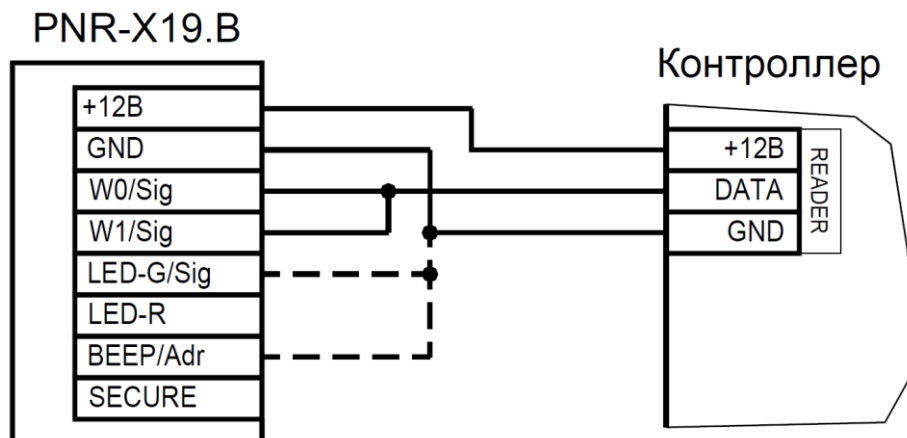 PNR-X19.B
Контроллер
+12В
GND
W0/Sig
W1/Sig
LED-G/Sig
LED-R
BEEP/Adr
SECURE
+12В
DATA
GND
READER